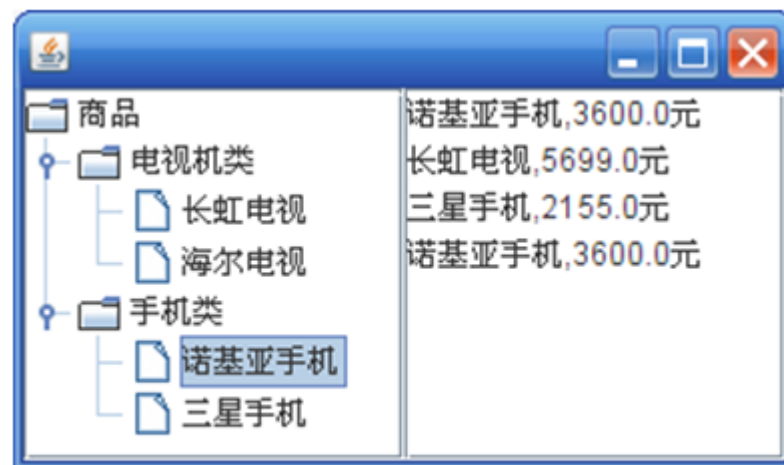 商品
电视机类
长虹电视
海尔电视
手机类
诺基亚手机
三星手机
诺基亚手机,3600.0元
长虹电视,5699.0元
三星手机,2155.0元
诺基亚手机,3600.0元